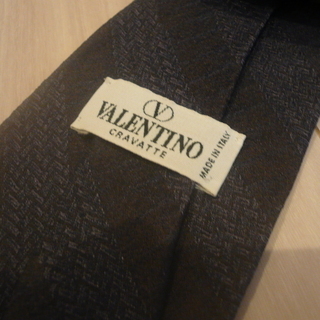 V
VALENTINO
CRAVATTE
MADE IN ITALY